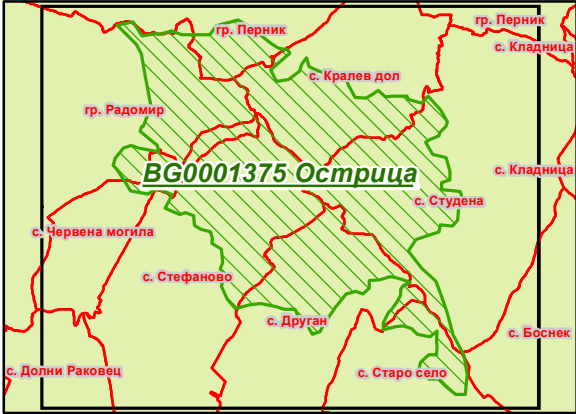 гр. Перник
гр. Перник
с. Кладница
с. Кралев дол
гр. Радомир
BG0001375 Острица
с. Кладница
с. Студена
с. Червена могила
с. Стефаново
с. Друган
с. Боснек
с. Долни Раковец
с. Старо село